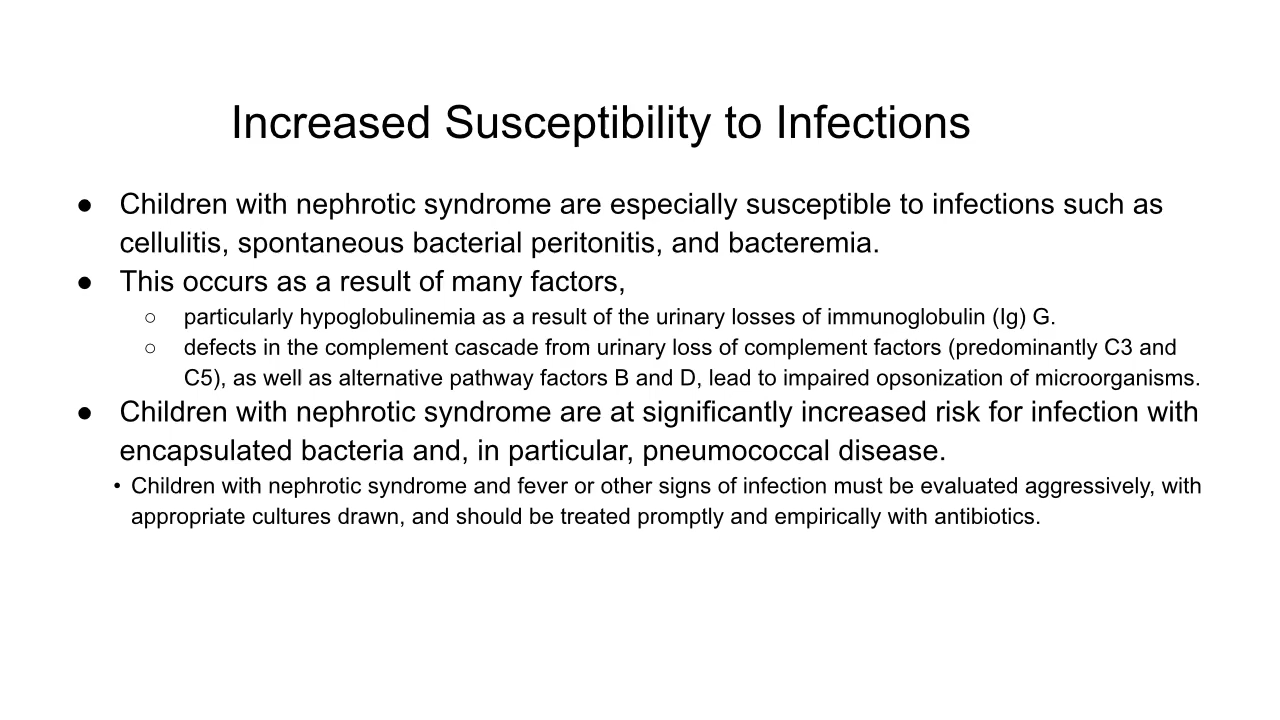 Increased Susceptibility to Infections
● Children with nephrotic syndrome are especially susceptible to infections such as
cellulitis, spontaneous bacterial peritonitis, and bacteremia.
● This occurs as a result of many factors,
○ particularly hypoglobulinemia as a result of the urinary losses of immunoglobulin (Ig) G.
○ defects in the complement cascade from urinary loss of complement factors (predominantly C3 and
C5), as well as alternative pathway factors B and D, lead to impaired opsonization of microorganisms.
● Children with nephrotic syndrome are at significantly increased risk for infection with
encapsulated bacteria and, in particular, pneumococcal disease.
• Children with nephrotic syndrome and fever or other signs of infection must be evaluated aggressively, with
appropriate cultures drawn, and should be treated promptly and empirically with antibiotics.